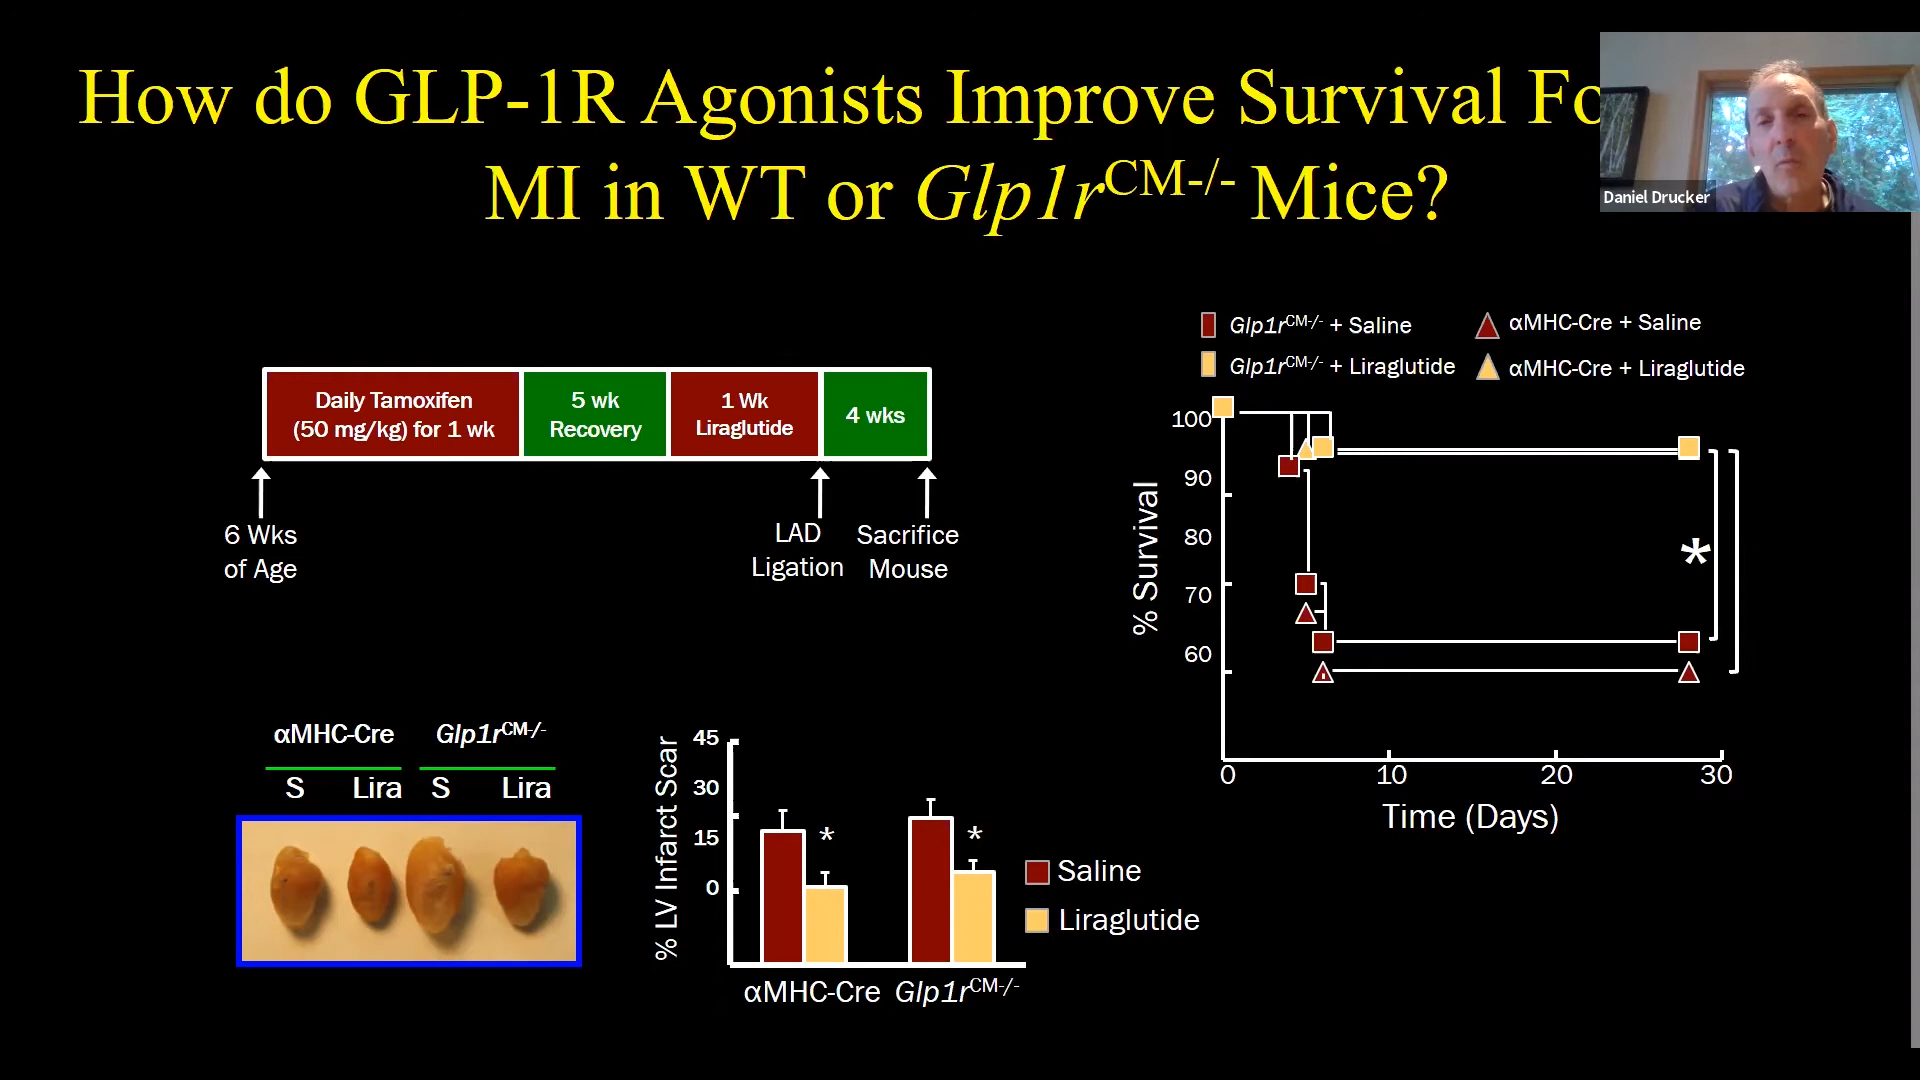 How do GLP-1R Agonists Improve Survival Fo
MI in WT or Glp1rCM-/- Mice?
Daniel Drucker
Daily Tamoxifen
(50 mg/kg) for 1 wk
5 wk
Recovery
1 Wk
Liraglutide
4 wks
6 Wks
of Age
LAD
Ligation
Sacrifice
Mouse
Glp1rCM-/- + Saline
αMHC-Cre + Saline
Glp1rCM-/- + Liraglutide
αMHC-Cre + Liraglutide
% Survival
100
90
80
70
60
*
0 10 20 30
Time (Days)
αMHC-Cre Glp1rCM-/-
S Lira S Lira
% LV Infarct Scar
45
30
15
0
* *
αMHC-Cre Glp1rCM-/-
Saline
Liraglutide